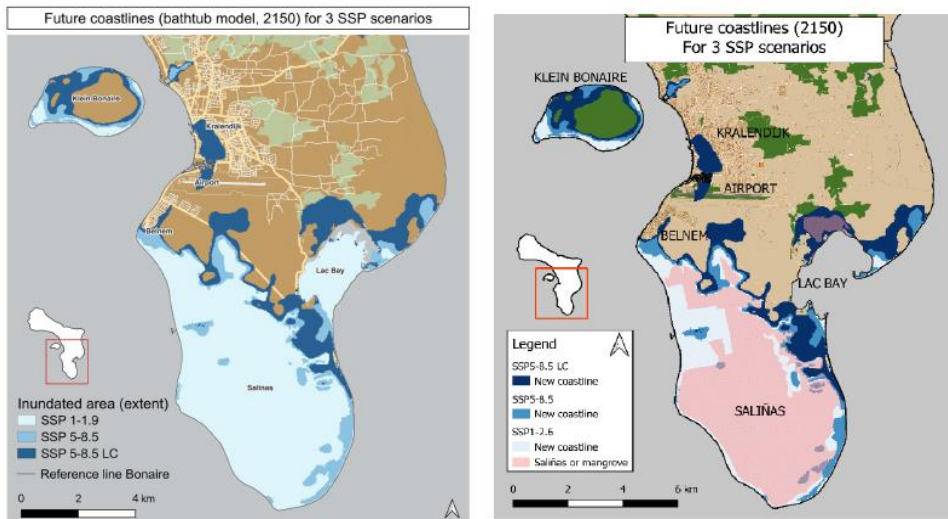 Future coastlines (bathtub model, 2150) for 3 SSP scenarios
Klein Bonaire
Kralendijk
Airport
Belnem
Lac Bay
Salinas
Inundated area (extent)
SSP 1-1.9
SSP 5-8.5
SSP 5-8.5 LC
Reference line Bonaire
0 2 4 km
Future coastlines (2150)
For 3 SSP scenarios
KLEIN BONAIRE
KRALENDIJK
AIRPORT
BELNEM
LAC BAY
SALIÑAS
Legend
SSP5-8.5 LC
New coastline
SSP5-8.5
New coastline
SSP1-2.6
New coastline
Saliñas or mangrove
0 2 4 6 km